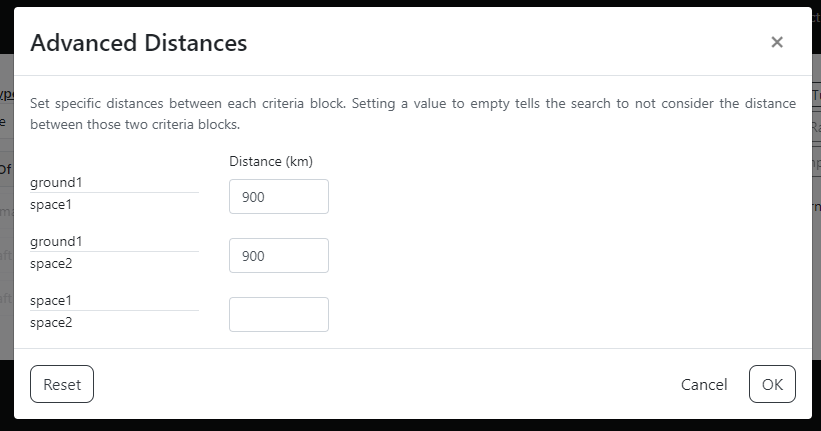 Advanced Distances
×
Set specific distances between each criteria block. Setting a value to empty tells the search to not consider the distance
between those two criteria blocks.
Distance (km)
ground1
space1
900
ground1
space2
900
space1
space2
Reset
Cancel
OK